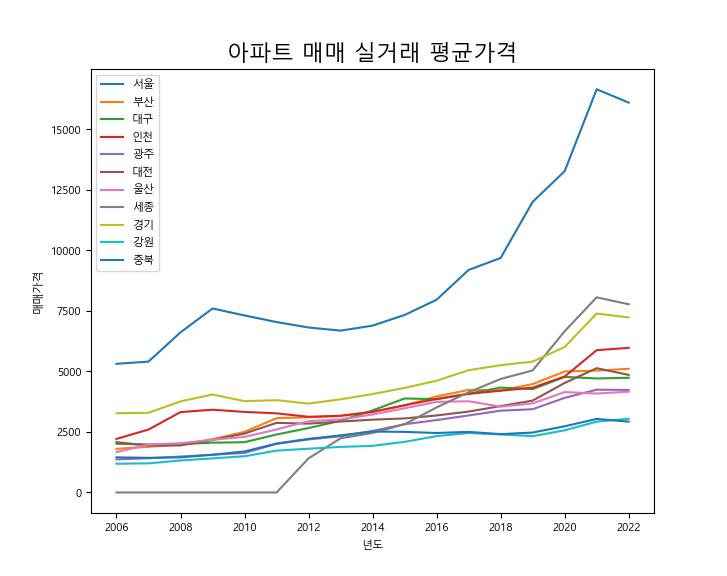 아파트 매매 실거래 평균가격
서울
부산
대구
인천
광주
대전
울산
세종
경기
강원
충북
매매가격
15000
12500
10000
7500
5000
2500
0
2006 2008 2010 2012 2014 2016 2018 2020 2022
년도